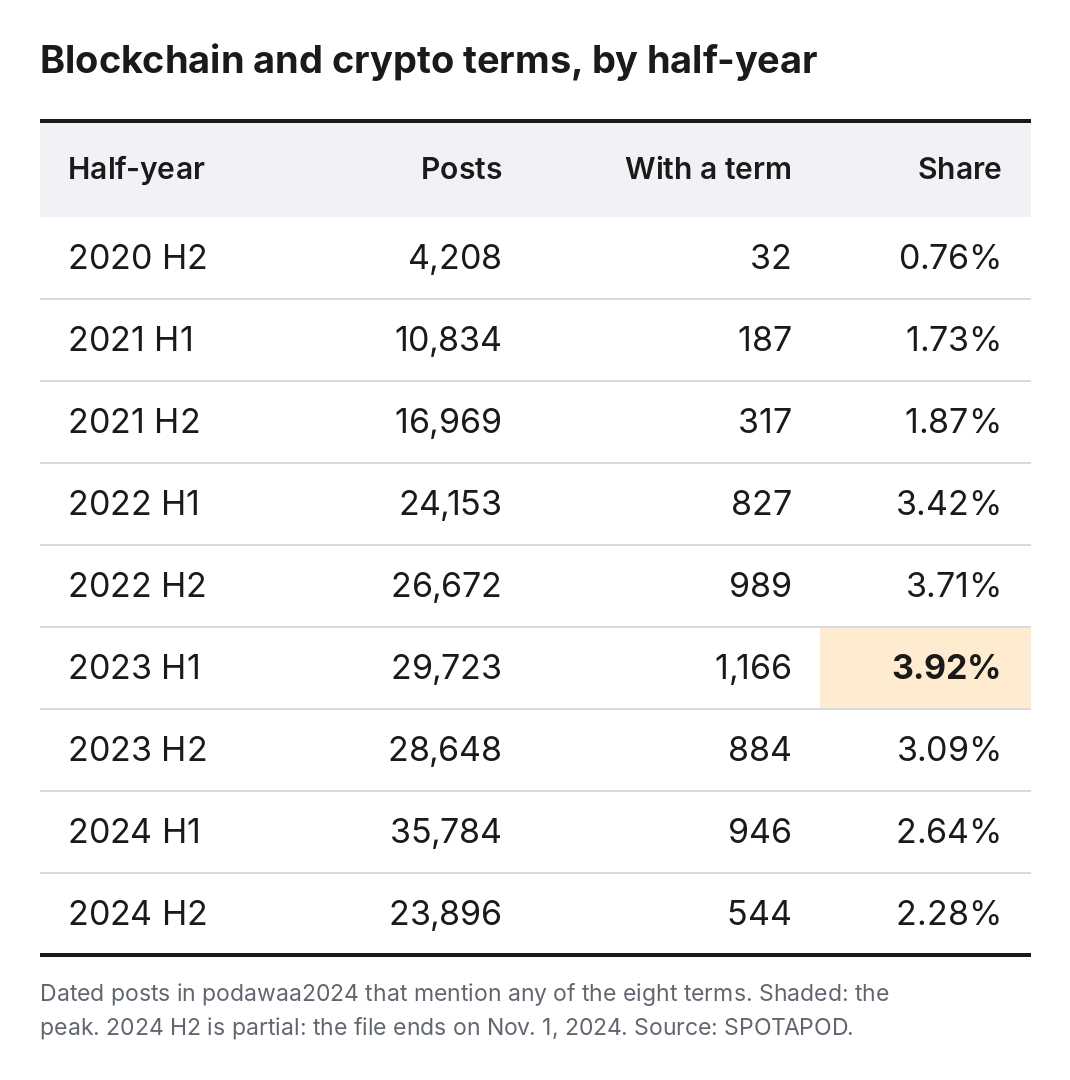 Blockchain and crypto terms, by half-year
Half-year Posts With a term Share
2020 H2 4,208 32 0.76%
2021 H1 10,834 187 1.73%
2021 H2 16,969 317 1.87%
2022 H1 24,153 827 3.42%
2022 H2 26,672 989 3.71%
2023 H1 29,723 1,166 3.92%
2023 H2 28,648 884 3.09%
2024 H1 35,784 946 2.64%
2024 H2 23,896 544 2.28%
Dated posts in podawaa2024 that mention any of the eight terms. Shaded: the
peak. 2024 H2 is partial: the file ends on Nov. 1, 2024. Source: SPOTAPOD.